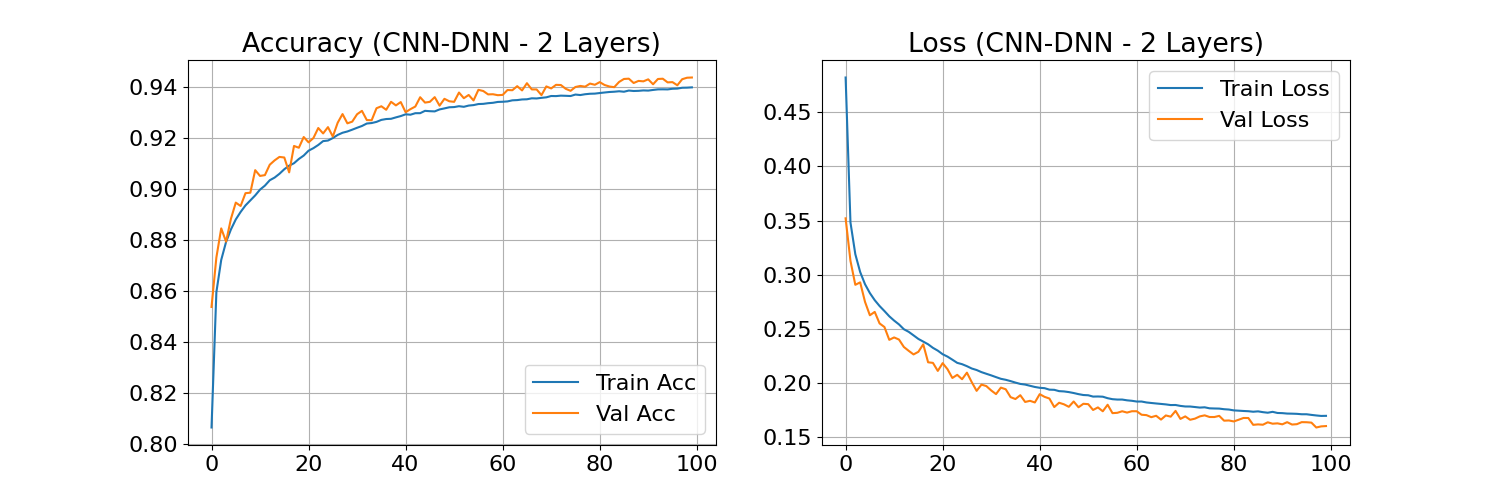 Accuracy (CNN-DNN - 2 Layers)
0.94
0.92
0.90
0.88
0.86
0.84
0.82
0.80
0 20 40 60 80 100
Train Acc
Val Acc
Loss (CNN-DNN - 2 Layers)
0.45
0.40
0.35
0.30
0.25
0.20
0.15
0 20 40 60 80 100
Train Loss
Val Loss